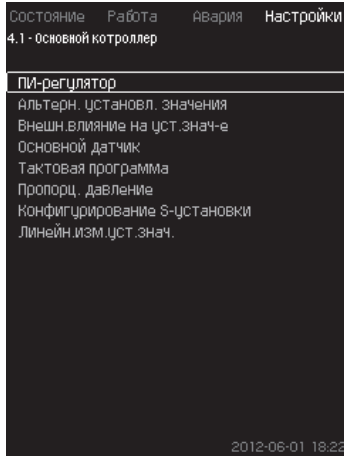 Состояние Работа Авария Настройки
4.1 - Основной контроллер
ПИ-регулятор
Альтерн. установл. значения
Внешн.влияние на уст.знач-е
Основной датчик
Тактовая программа
Пропорц. давление
Конфигурирование S-установки
Линейн.изм.уст.знач.
2012-06-01 18:22